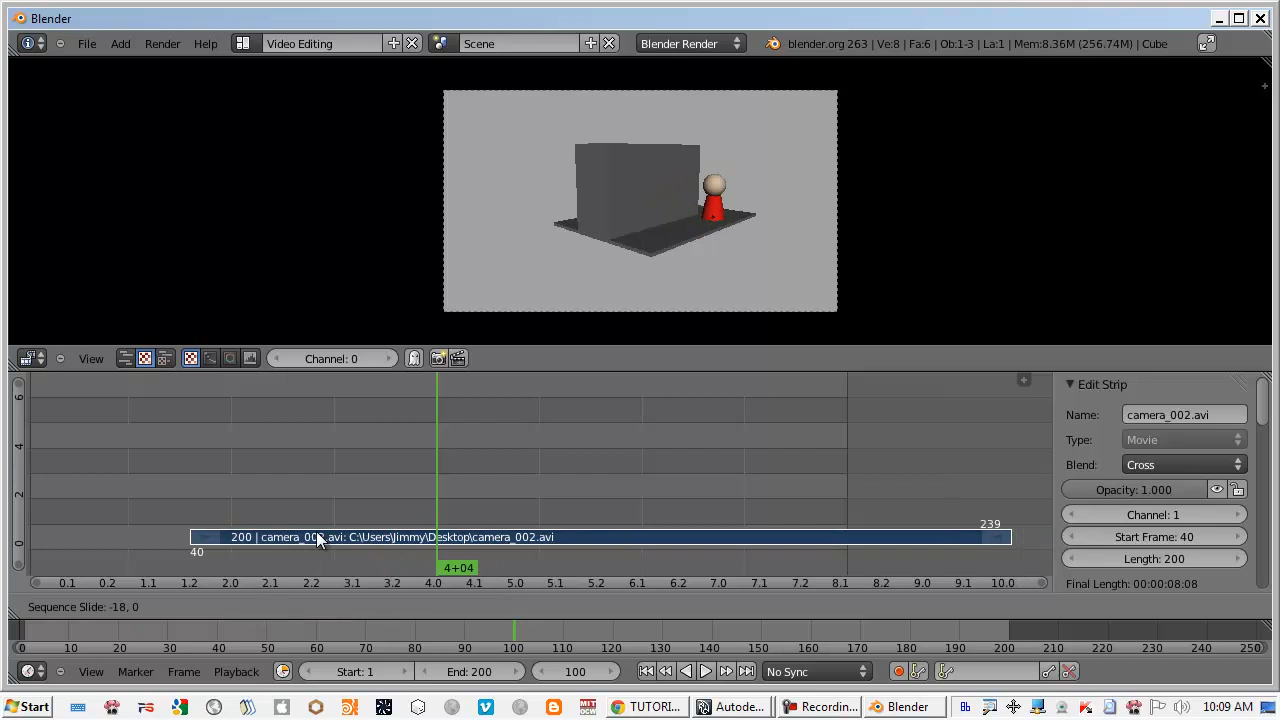 Blender
File Add Render Help Video Editing Scene Blender Render blender.org 263 | Ve:8 | Fa:6 | Ob:1-3 | La:1 | Mem:8.36M (256.74M) | Cube
View Channel: 0
6
4
2
0
Edit Strip
Name: camera_002.avi
Type: Movie
Blend: Cross
Opacity: 1.000
Channel: 1
Start Frame: 40
Length: 200
Final Length: 00:00:08:08
239
200 | camera_002.avi: C:\Users\Jimmy\Desktop\camera_002.avi
40
4+04
0.1 0.2 1.0 1.2 2.0 2.1 2.2 3.1 3.2 4.0 4.1 5.0 5.1 5.2 6.1 6.2 7.0 7.1 7.2 8.1 8.2 9.0 9.1 10.0
Sequence Slide: -18, 0
0 10 20 30 40 50 60 70 80 90 100 110 120 130 140 150 160 170 180 190 200 210 220 230 240 250
View Marker Frame Playback Start: 1 End: 200 100 No Sync
Start TUTORI... Autode... Recordin... Blender 10:09 AM